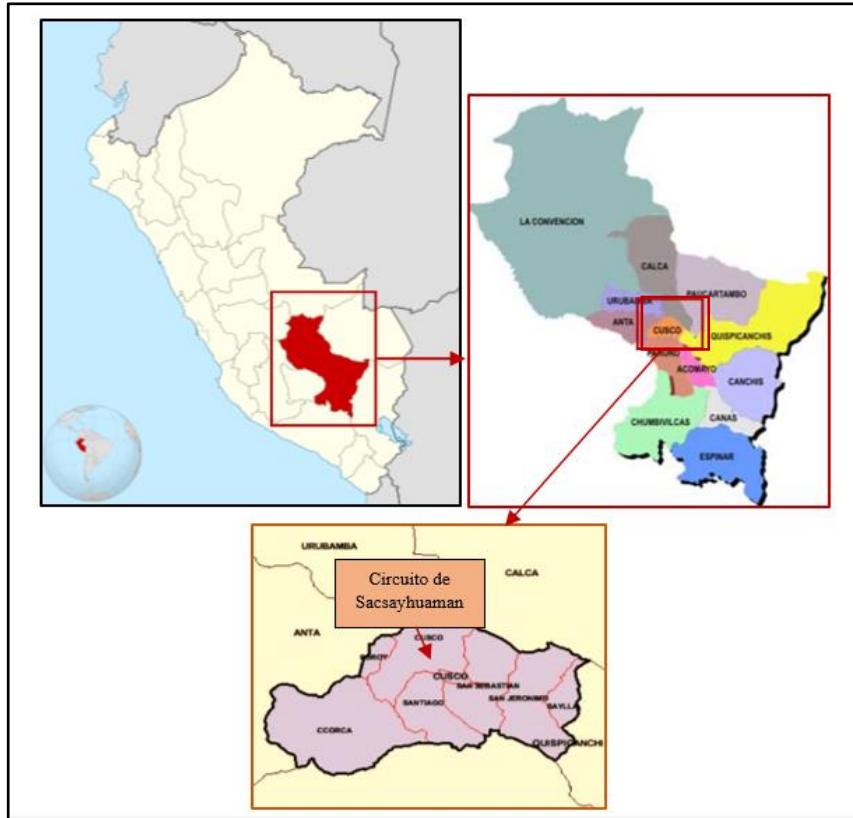 LA CONVENCION
CALCA
PAUCARTAMBO
URUBAMBA
ANTA
CUSCO
QUISPICANCHIS
PARURO
ACOMAYO
CANCHIS
CHUMBIVILCAS
CANAS
ESPINAR
URUBAMBA
CALCA
Circuito de
Sacsayhuaman
ANTA
CUSCO
CUSCO
SAN SEBASTIAN
SANTIAGO
SAN JERONIMO
SAYLLA
CCORCA
QUISPICANCHI